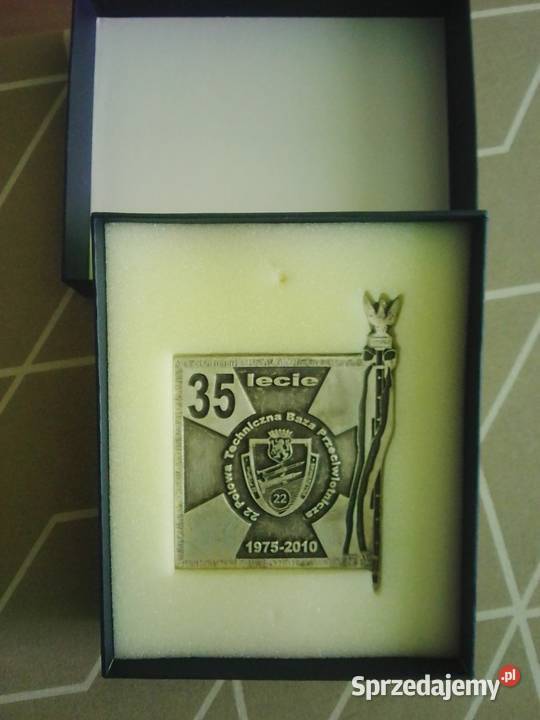 35 lecie
22 Polowa Techniczna Baza Przeciwlotnicza
22
1975-2010
Sprzedajemy.pl